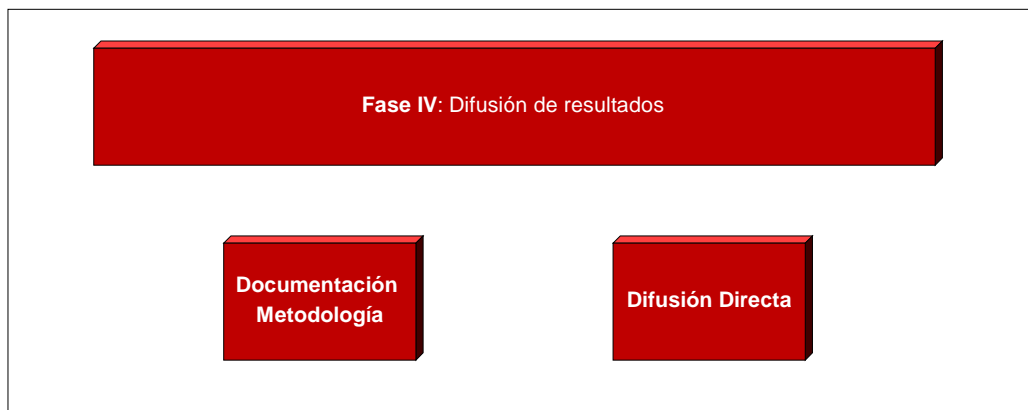 Fase IV: Difusión de resultados
Documentación
Metodología
Difusión Directa